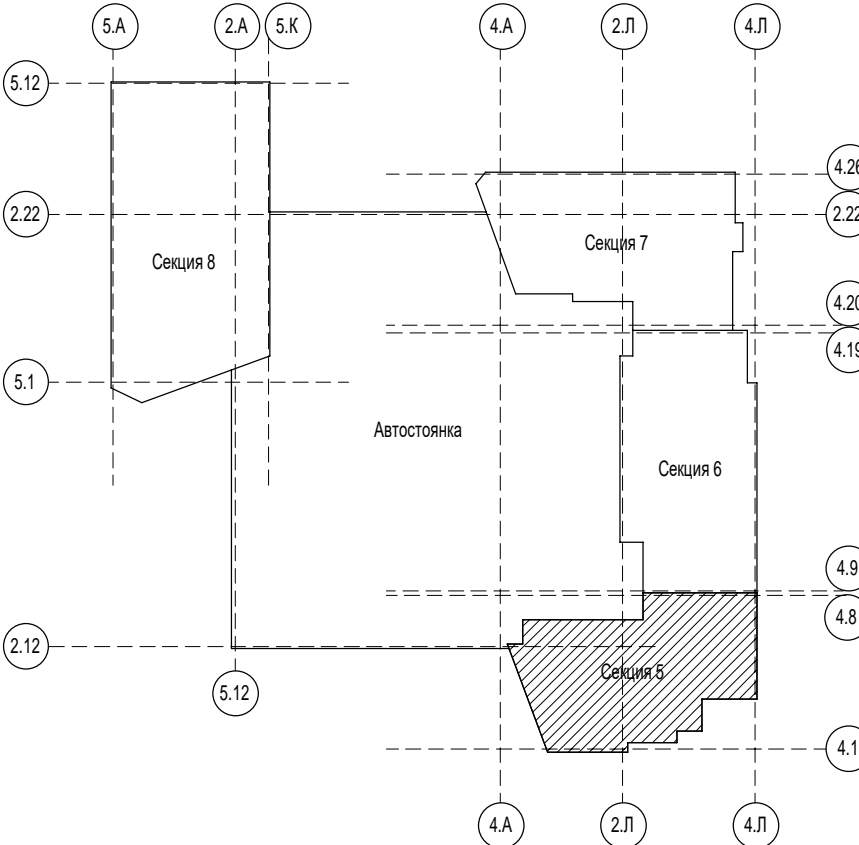 5.А
2.А
5.К
4.А
2.Л
4.Л
5.12
4.26
2.22
2.22
Секция 7
Секция 8
4.20
4.19
5.1
Автостоянка
Секция 6
4.9
4.8
2.12
Секция 5
5.12
4.1
4.А
2.Л
4.Л